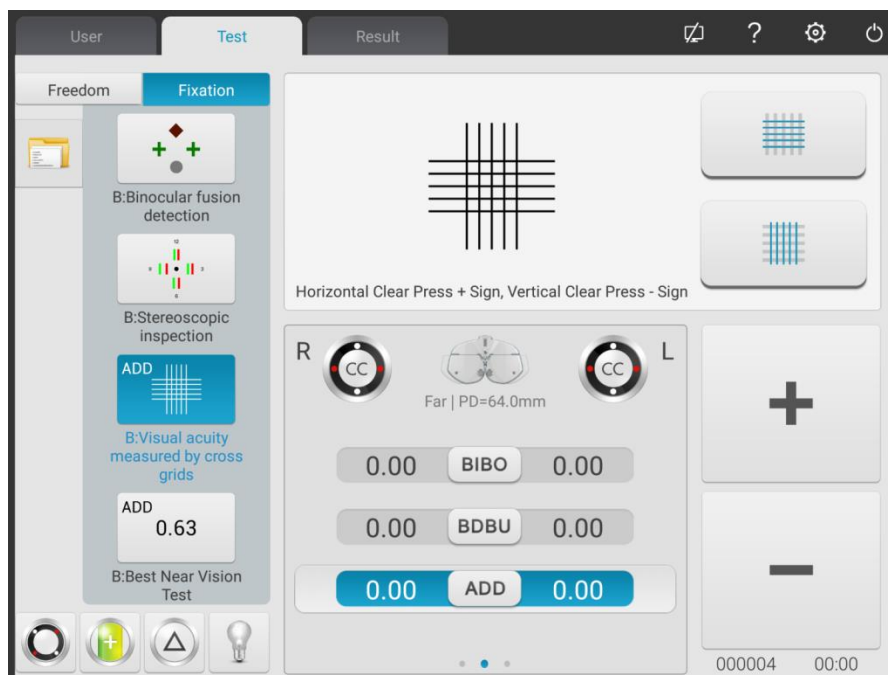 User
Test
Result
?
Freedom
Fixation
B:Binocular fusion
detection
B:Stereoscopic
inspection
ADD
B:Visual acuity
measured by cross
grids
ADD
0.63
B:Best Near Vision
Test
Horizontal Clear Press + Sign, Vertical Clear Press - Sign
R
CC
CC
L
Far | PD=64.0mm
0.00 BIBO 0.00
0.00 BDBU 0.00
0.00 ADD 0.00
+
−
000004 00:00